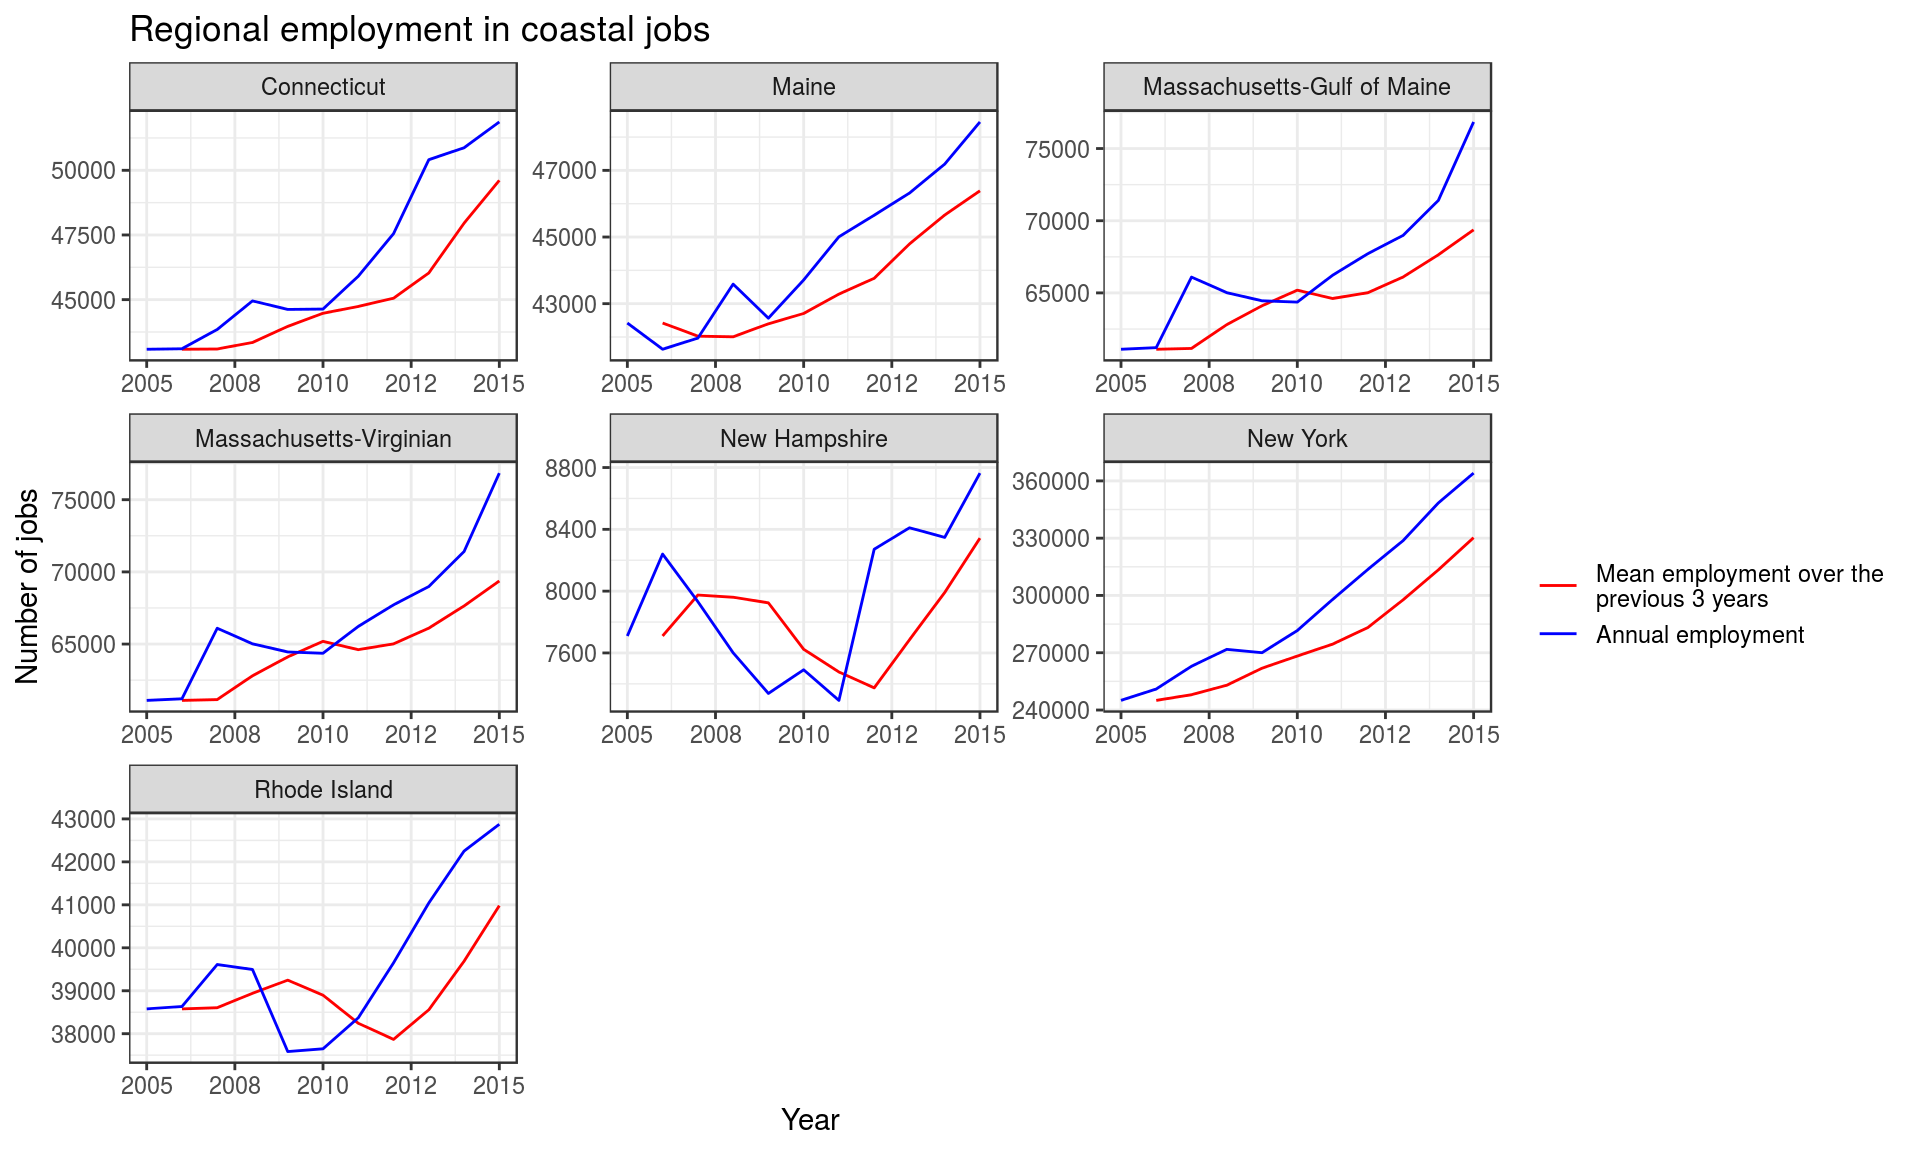 Regional employment in coastal jobs
Connecticut
Maine
Massachusetts-Gulf of Maine
50000
47500
45000
2005 2008 2010 2012 2015
47000
45000
43000
2005 2008 2010 2012 2015
75000
70000
65000
2005 2008 2010 2012 2015
Massachusetts-Virginian
New Hampshire
New York
Number of jobs
75000
70000
65000
2005 2008 2010 2012 2015
8800
8400
8000
7600
2005 2008 2010 2012 2015
360000
330000
300000
270000
240000
2005 2008 2010 2012 2015
Mean employment over the
previous 3 years
Annual employment
Rhode Island
43000
42000
41000
40000
39000
38000
2005 2008 2010 2012 2015
Year